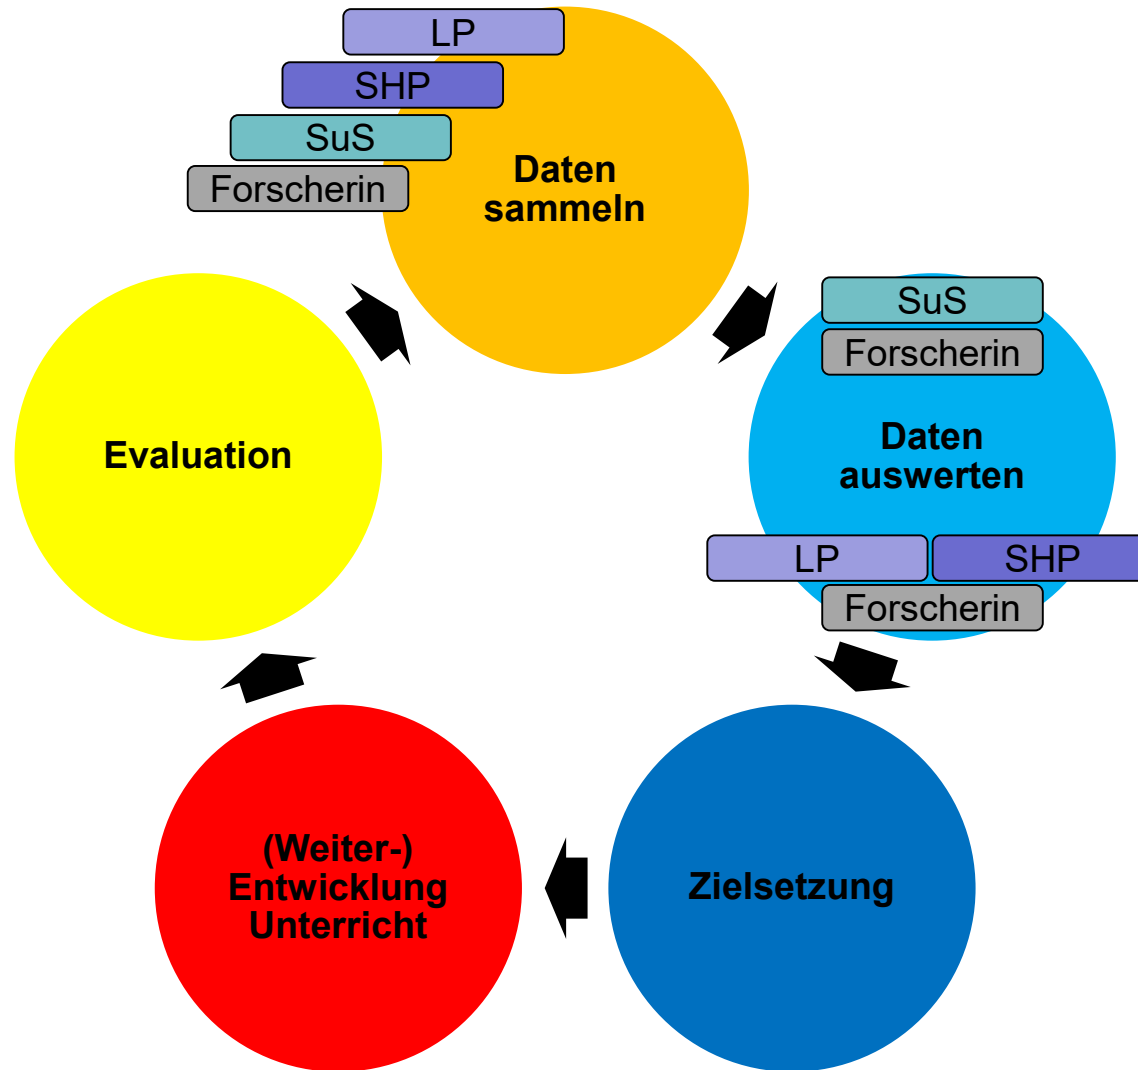 LP
SHP
SuS
Forscherin
Daten
sammeln
SuS
Forscherin
Daten
auswerten
LP
SHP
Forscherin
Zielsetzung
(Weiter-)
Entwicklung
Unterricht
Evaluation